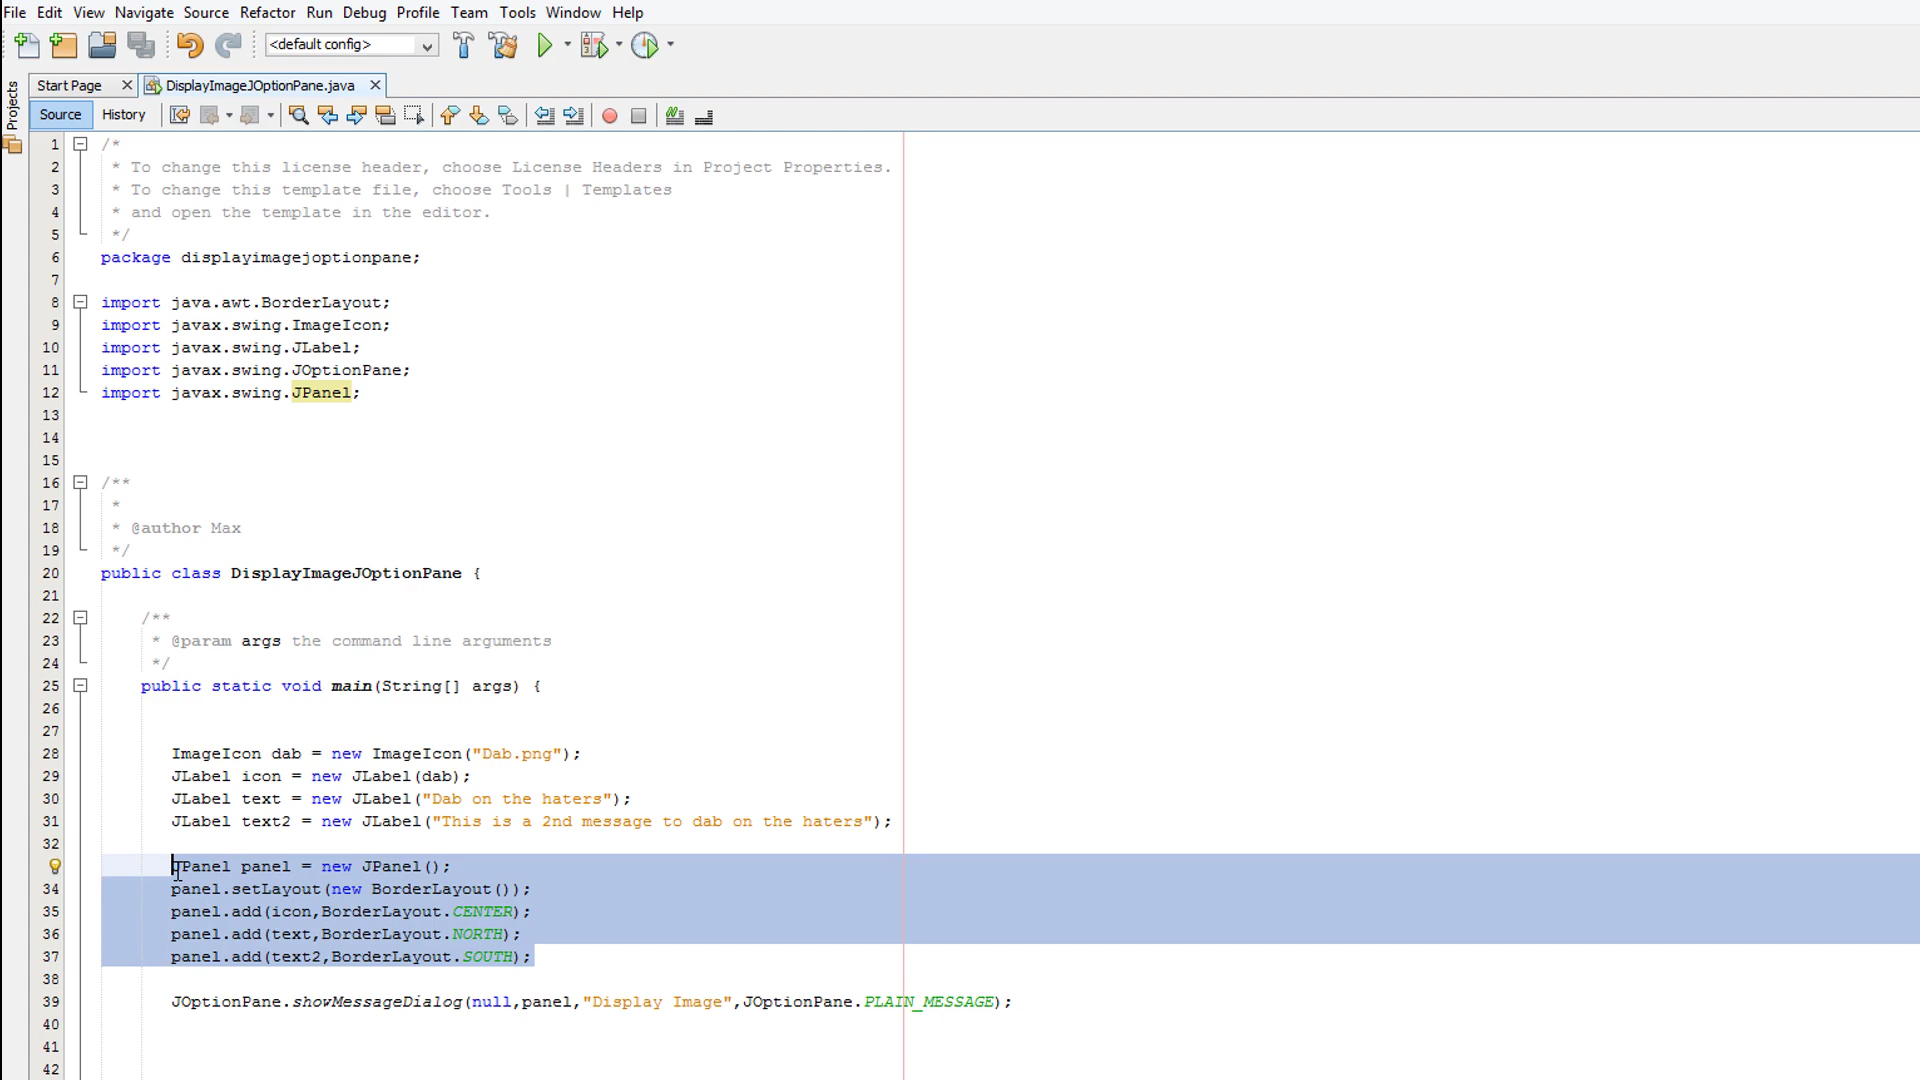 File Edit View Navigate Source Refactor Run Debug Profile Team Tools Window Help
<default config>
Projects
Start Page DisplayImageJOptionPane.java
Source History
1 /*
2 * To change this license header, choose License Headers in Project Properties.
3 * To change this template file, choose Tools | Templates
4 * and open the template in the editor.
5 */
6 package displayimagejoptionpane;
7
8 import java.awt.BorderLayout;
9 import javax.swing.ImageIcon;
10 import javax.swing.JLabel;
11 import javax.swing.JOptionPane;
12 import javax.swing.JPanel;
13
14
15
16 /**
17 *
18 * @author Max
19 */
20 public class DisplayImageJOptionPane {
21
22 /**
23 * @param args the command line arguments
24 */
25 public static void main(String[] args) {
26
27
28 ImageIcon dab = new ImageIcon("Dab.png");
29 JLabel icon = new JLabel(dab);
30 JLabel text = new JLabel("Dab on the haters");
31 JLabel text2 = new JLabel("This is a 2nd message to dab on the haters");
32
JPanel panel = new JPanel();
34 panel.setLayout(new BorderLayout());
35 panel.add(icon,BorderLayout.CENTER);
36 panel.add(text,BorderLayout.NORTH);
37 panel.add(text2,BorderLayout.SOUTH);
38
39 JOptionPane.showMessageDialog(null,panel,"Display Image",JOptionPane.PLAIN_MESSAGE);
40
41
42